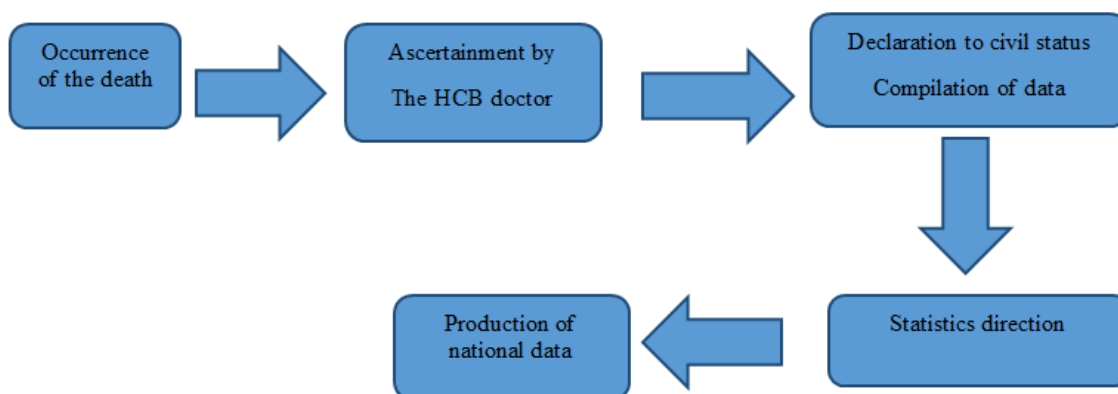 Occurrence
of the death
Ascertainment by
The HCB doctor
Declaration to civil status
Compilation of data
Statistics direction
Production of
national data